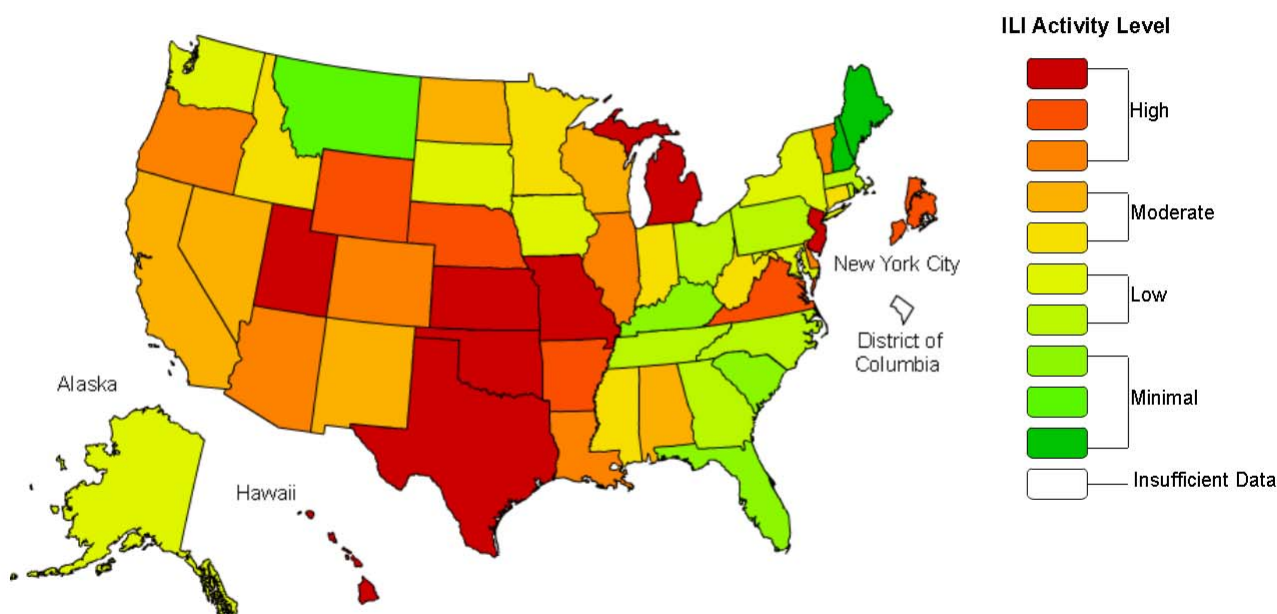 ILI Activity Level
High
Moderate
Low
Minimal
Insufficient Data
New York City
District of
Columbia
Alaska
Hawaii